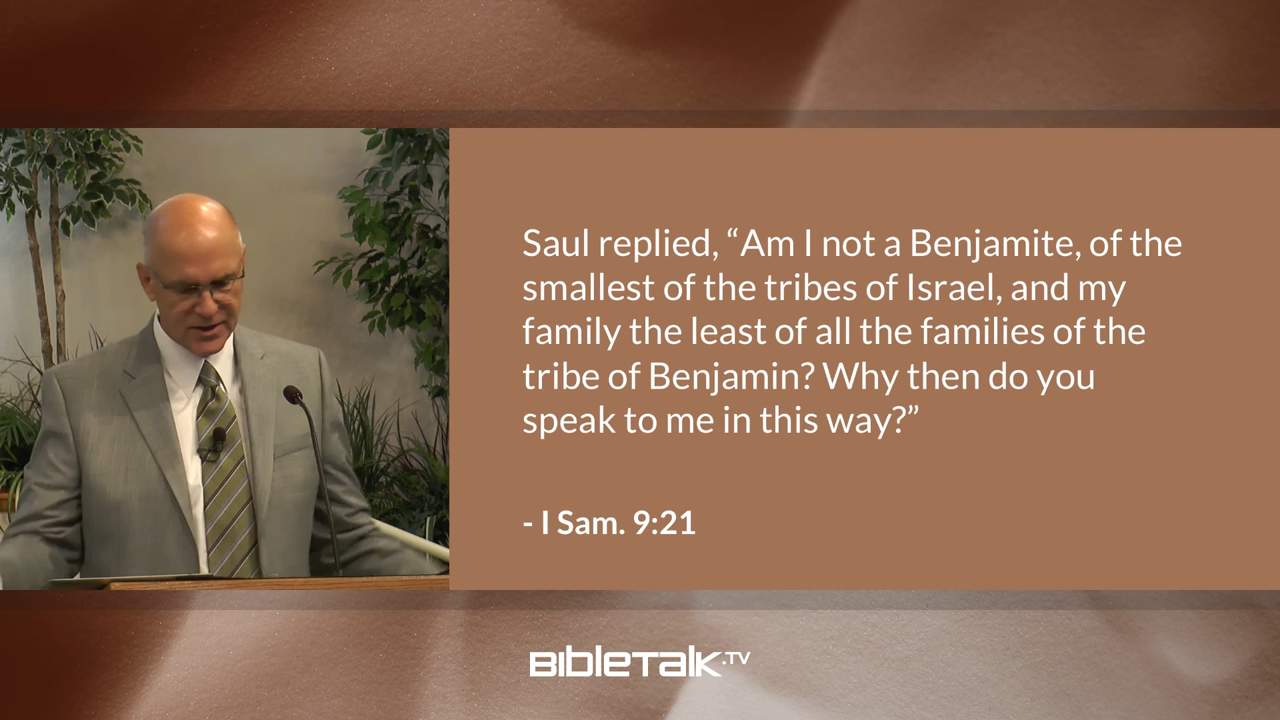 Saul replied, “Am I not a Benjamite, of the
smallest of the tribes of Israel, and my
family the least of all the families of the
tribe of Benjamin? Why then do you
speak to me in this way?”
- I Sam. 9:21
BibleTalk.TV